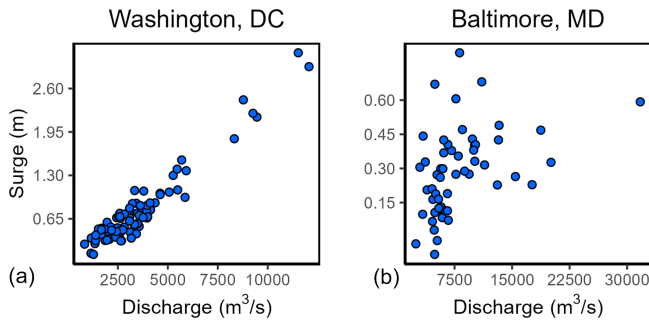 Washington, DC
Baltimore, MD
Surge (m)
2.60
1.95
1.30
0.65
0.60
0.45
0.30
0.15
(a)
2500 5000 7500 10000
(b)
7500 15000 22500 30000
Discharge (m³/s)
Discharge (m³/s)